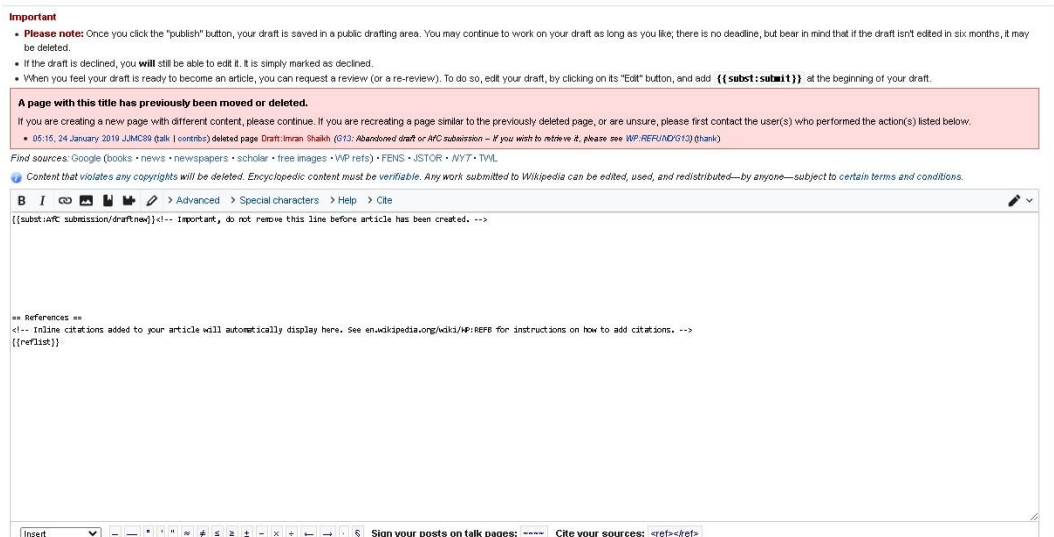 Important
• Please note: Once you click the "publish" button, your draft is saved in a public drafting area. You may continue to work on your draft as long as you like; there is no deadline, but bear in mind that if the draft isn't edited in six months, it may
be deleted.
• If the draft is declined, you will still be able to edit it. It is simply marked as declined.
• When you feel your draft is ready to become an article, you can request a review (or a re-review). To do so, edit your draft, by clicking on its "Edit" button, and add {{subst:submit}} at the beginning of your draft.
A page with this title has previously been moved or deleted.
If you are creating a new page with different content, please continue. If you are recreating a page similar to the previously deleted page, or are unsure, please first contact the user(s) who performed the action(s) listed below.
• 05:15, 24 January 2019 JJMC89 (talk | contribs) deleted page Draft:Imran Shaikh (G13: Abandoned draft or AfC submission – If you wish to retrieve it, please see WP:REFUND/G13) (thank)
Find sources: Google (books • news • newspapers • scholar • free images • WP refs) • FENS • JSTOR • NYT • TWL
Content that violates any copyrights will be deleted. Encyclopedic content must be verifiable. Any work submitted to Wikipedia can be edited, used, and redistributed—by anyone—subject to certain terms and conditions.
B I > Advanced > Special characters > Help > Cite
{{subst:AfC submission/draftnew}}<!-- Important, do not remove this line before article has been created. -->
== References ==
<!-- Inline citations added to your article will automatically display here. See en.wikipedia.org/wiki/WP:REFB for instructions on how to add citations. -->
{{reflist}}
Insert – — ° ′ ″ ≈ ≠ ≤ ≥ ± − × ÷ ← → · § Sign your posts on talk pages: ~~~~ Cite your sources: <ref></ref>